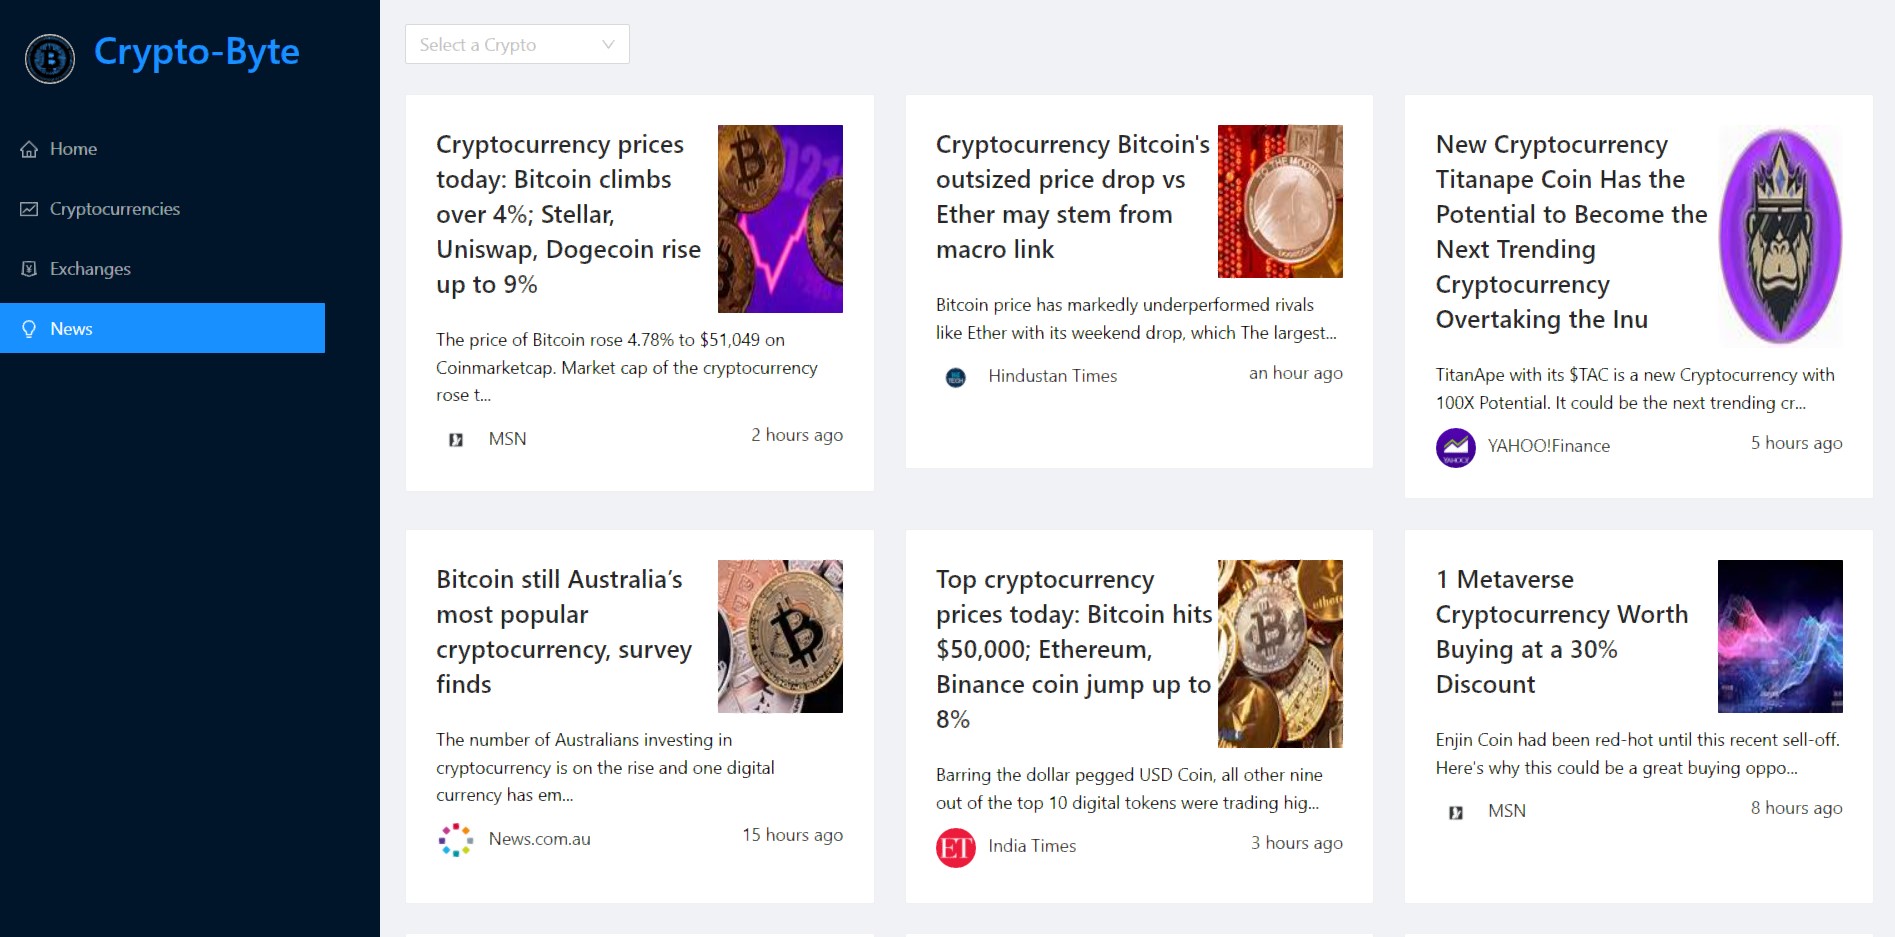 Crypto-Byte
Home
Cryptocurrencies
Exchanges
News
Select a Crypto
Cryptocurrency prices
today: Bitcoin climbs
over 4%; Stellar,
Uniswap, Dogecoin rise
up to 9%
The price of Bitcoin rose 4.78% to $51,049 on
Coinmarketcap. Market cap of the cryptocurrency
rose t...
MSN
2 hours ago
Cryptocurrency Bitcoin's
outsized price drop vs
Ether may stem from
macro link
Bitcoin price has markedly underperformed rivals
like Ether with its weekend drop, which The largest...
Hindustan Times
an hour ago
New Cryptocurrency
Titanape Coin Has the
Potential to Become the
Next Trending
Cryptocurrency
Overtaking the Inu
TitanApe with its $TAC is a new Cryptocurrency with
100X Potential. It could be the next trending cr...
YAHOO!Finance
5 hours ago
Bitcoin still Australia’s
most popular
cryptocurrency, survey
finds
The number of Australians investing in
cryptocurrency is on the rise and one digital
currency has em...
News.com.au
15 hours ago
Top cryptocurrency
prices today: Bitcoin hits
$50,000; Ethereum,
Binance coin jump up to
8%
Barring the dollar pegged USD Coin, all other nine
out of the top 10 digital tokens were trading hig...
ET
India Times
3 hours ago
1 Metaverse
Cryptocurrency Worth
Buying at a 30%
Discount
Enjin Coin had been red-hot until this recent sell-off.
Here's why this could be a great buying oppo...
MSN
8 hours ago